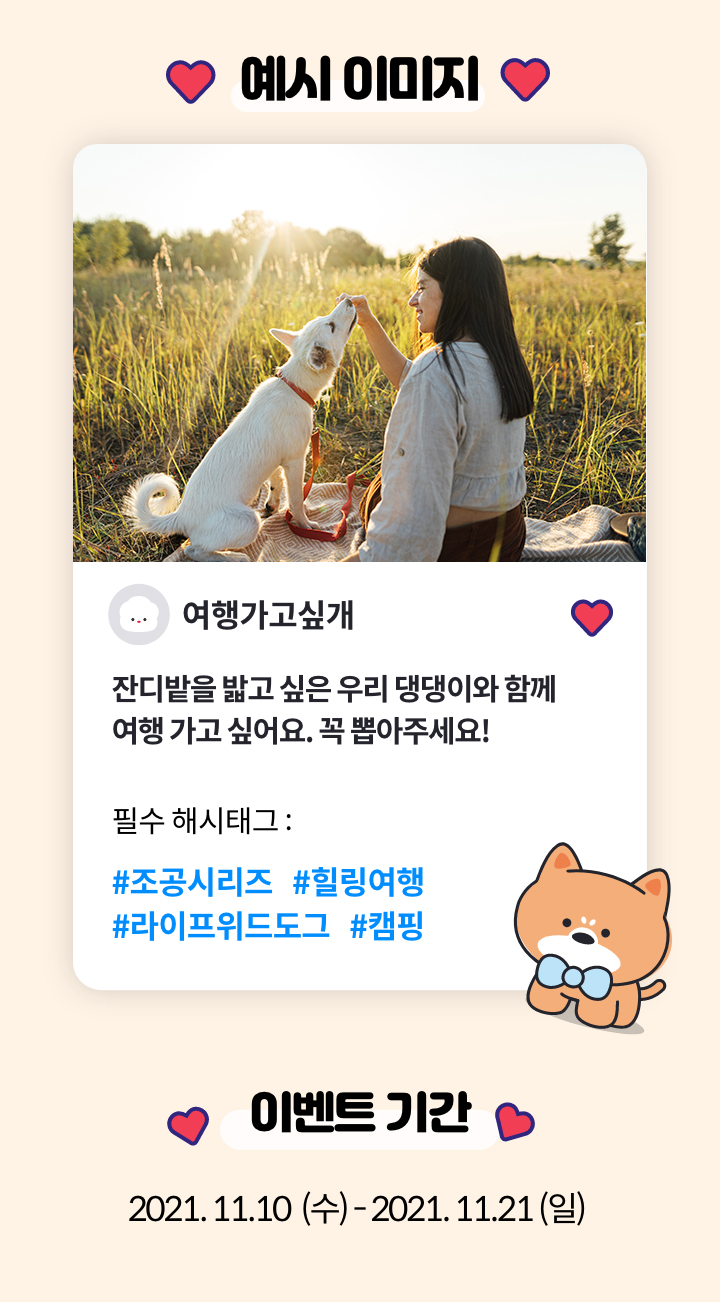 예시 이미지
여행가고싶개
잔디밭을 밟고 싶은 우리 댕댕이와 함께
여행 가고 싶어요. 꼭 뽑아주세요!
필수 해시태그 :
#조공시리즈 #힐링여행
#라이프위드도그 #캠핑
이벤트 기간
2021. 11.10 (수) - 2021. 11.21 (일)